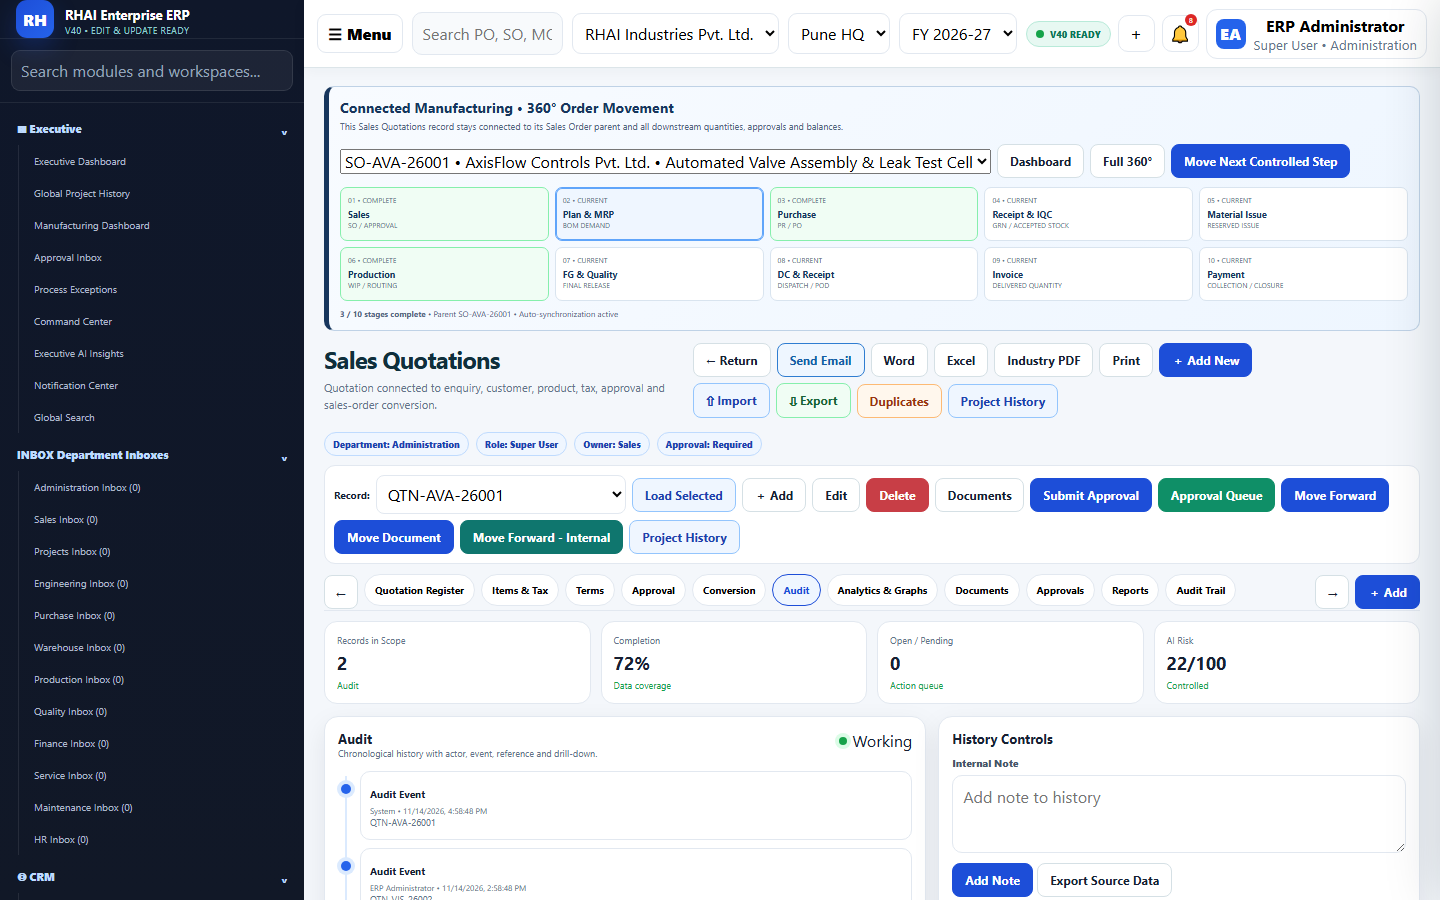 RH
RHAI Enterprise ERP
V40 • EDIT & UPDATE READY
Search modules and workspaces...
Executive
Executive Dashboard
Global Project History
Manufacturing Dashboard
Approval Inbox
Process Exceptions
Command Center
Executive AI Insights
Notification Center
Global Search
INBOX Department Inboxes
Administration Inbox (0)
Sales Inbox (0)
Projects Inbox (0)
Engineering Inbox (0)
Purchase Inbox (0)
Warehouse Inbox (0)
Production Inbox (0)
Quality Inbox (0)
Finance Inbox (0)
Service Inbox (0)
Maintenance Inbox (0)
HR Inbox (0)
CRM
☰ Menu
Search PO, SO, MO
RHAI Industries Pvt. Ltd.
Pune HQ
FY 2026-27
V40 READY
+
8
EA
ERP Administrator
Super User • Administration
Connected Manufacturing • 360° Order Movement
This Sales Quotations record stays connected to its Sales Order parent and all downstream quantities, approvals and balances.
SO-AVA-26001 • AxisFlow Controls Pvt. Ltd. • Automated Valve Assembly & Leak Test Cell
Dashboard
Full 360°
Move Next Controlled Step
01 • COMPLETE
Sales
SO / APPROVAL
02 • CURRENT
Plan & MRP
BOM DEMAND
03 • COMPLETE
Purchase
PR / PO
04 • CURRENT
Receipt & IQC
GRN / ACCEPTED STOCK
05 • CURRENT
Material Issue
RESERVED ISSUE
06 • COMPLETE
Production
WIP / ROUTING
07 • CURRENT
FG & Quality
FINAL RELEASE
08 • CURRENT
DC & Receipt
DISPATCH / POD
09 • CURRENT
Invoice
DELIVERED QUANTITY
10 • CURRENT
Payment
COLLECTION / CLOSURE
3 / 10 stages complete • Parent SO-AVA-26001 • Auto-synchronization active
Sales Quotations
Quotation connected to enquiry, customer, product, tax, approval and
sales-order conversion.
← Return
Send Email
Word
Excel
Industry PDF
Print
+ Add New
⇧ Import
⇩ Export
Duplicates
Project History
Department: Administration
Role: Super User
Owner: Sales
Approval: Required
Record:
QTN-AVA-26001
Load Selected
+ Add
Edit
Delete
Documents
Submit Approval
Approval Queue
Move Forward
Move Document
Move Forward - Internal
Project History
←
Quotation Register
Items & Tax
Terms
Approval
Conversion
Audit
Analytics & Graphs
Documents
Approvals
Reports
Audit Trail
→
+ Add
Records in Scope
2
Audit
Completion
72%
Data coverage
Open / Pending
0
Action queue
AI Risk
22/100
Controlled
Audit
Chronological history with actor, event, reference and drill-down.
Working
Audit Event
System • 11/14/2026, 4:58:48 PM
QTN-AVA-26001
Audit Event
ERP Administrator • 11/14/2026, 2:58:48 PM
QTN-VIS-26002
History Controls
Internal Note
Add note to history
Add Note
Export Source Data